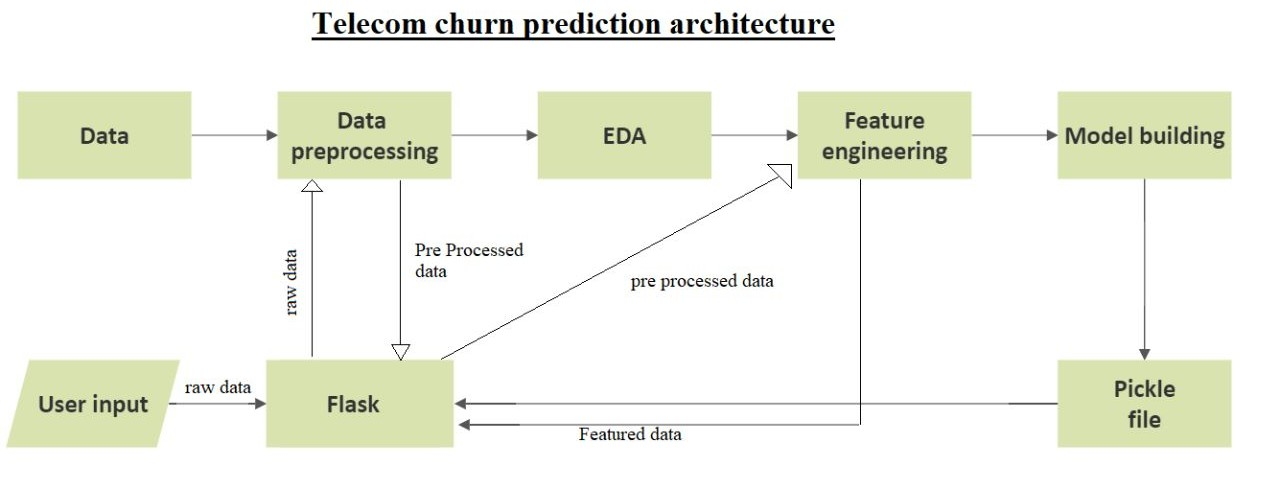 Telecom churn prediction architecture
Data
Data
preprocessing
EDA
Feature
engineering
Model building
raw data
Pre Processed
data
pre processed data
User input
raw data
Flask
Pickle
file
Featured data